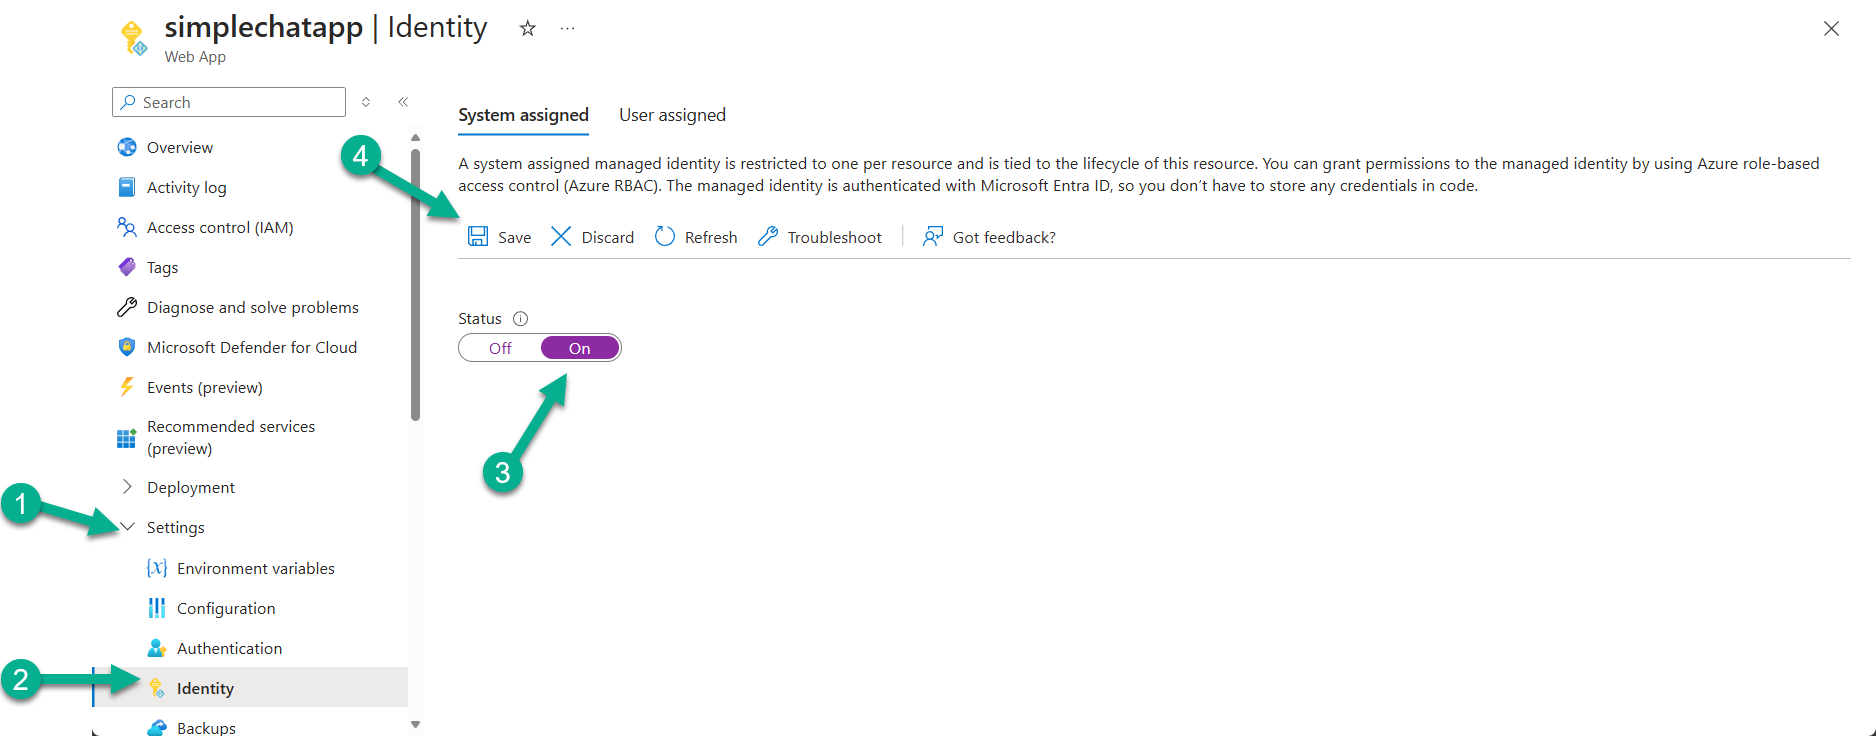 simplechatapp | Identity
Web App
Search
Overview
Activity log
Access control (IAM)
Tags
Diagnose and solve problems
Microsoft Defender for Cloud
Events (preview)
Recommended services
(preview)
Deployment
1
Settings
Environment variables
Configuration
Authentication
2
Identity
Backups
System assigned User assigned
4
A system assigned managed identity is restricted to one per resource and is tied to the lifecycle of this resource. You can grant permissions to the managed identity by using Azure role-based
access control (Azure RBAC). The managed identity is authenticated with Microsoft Entra ID, so you don’t have to store any credentials in code.
Save Discard Refresh Troubleshoot Got feedback?
Status
Off On
3